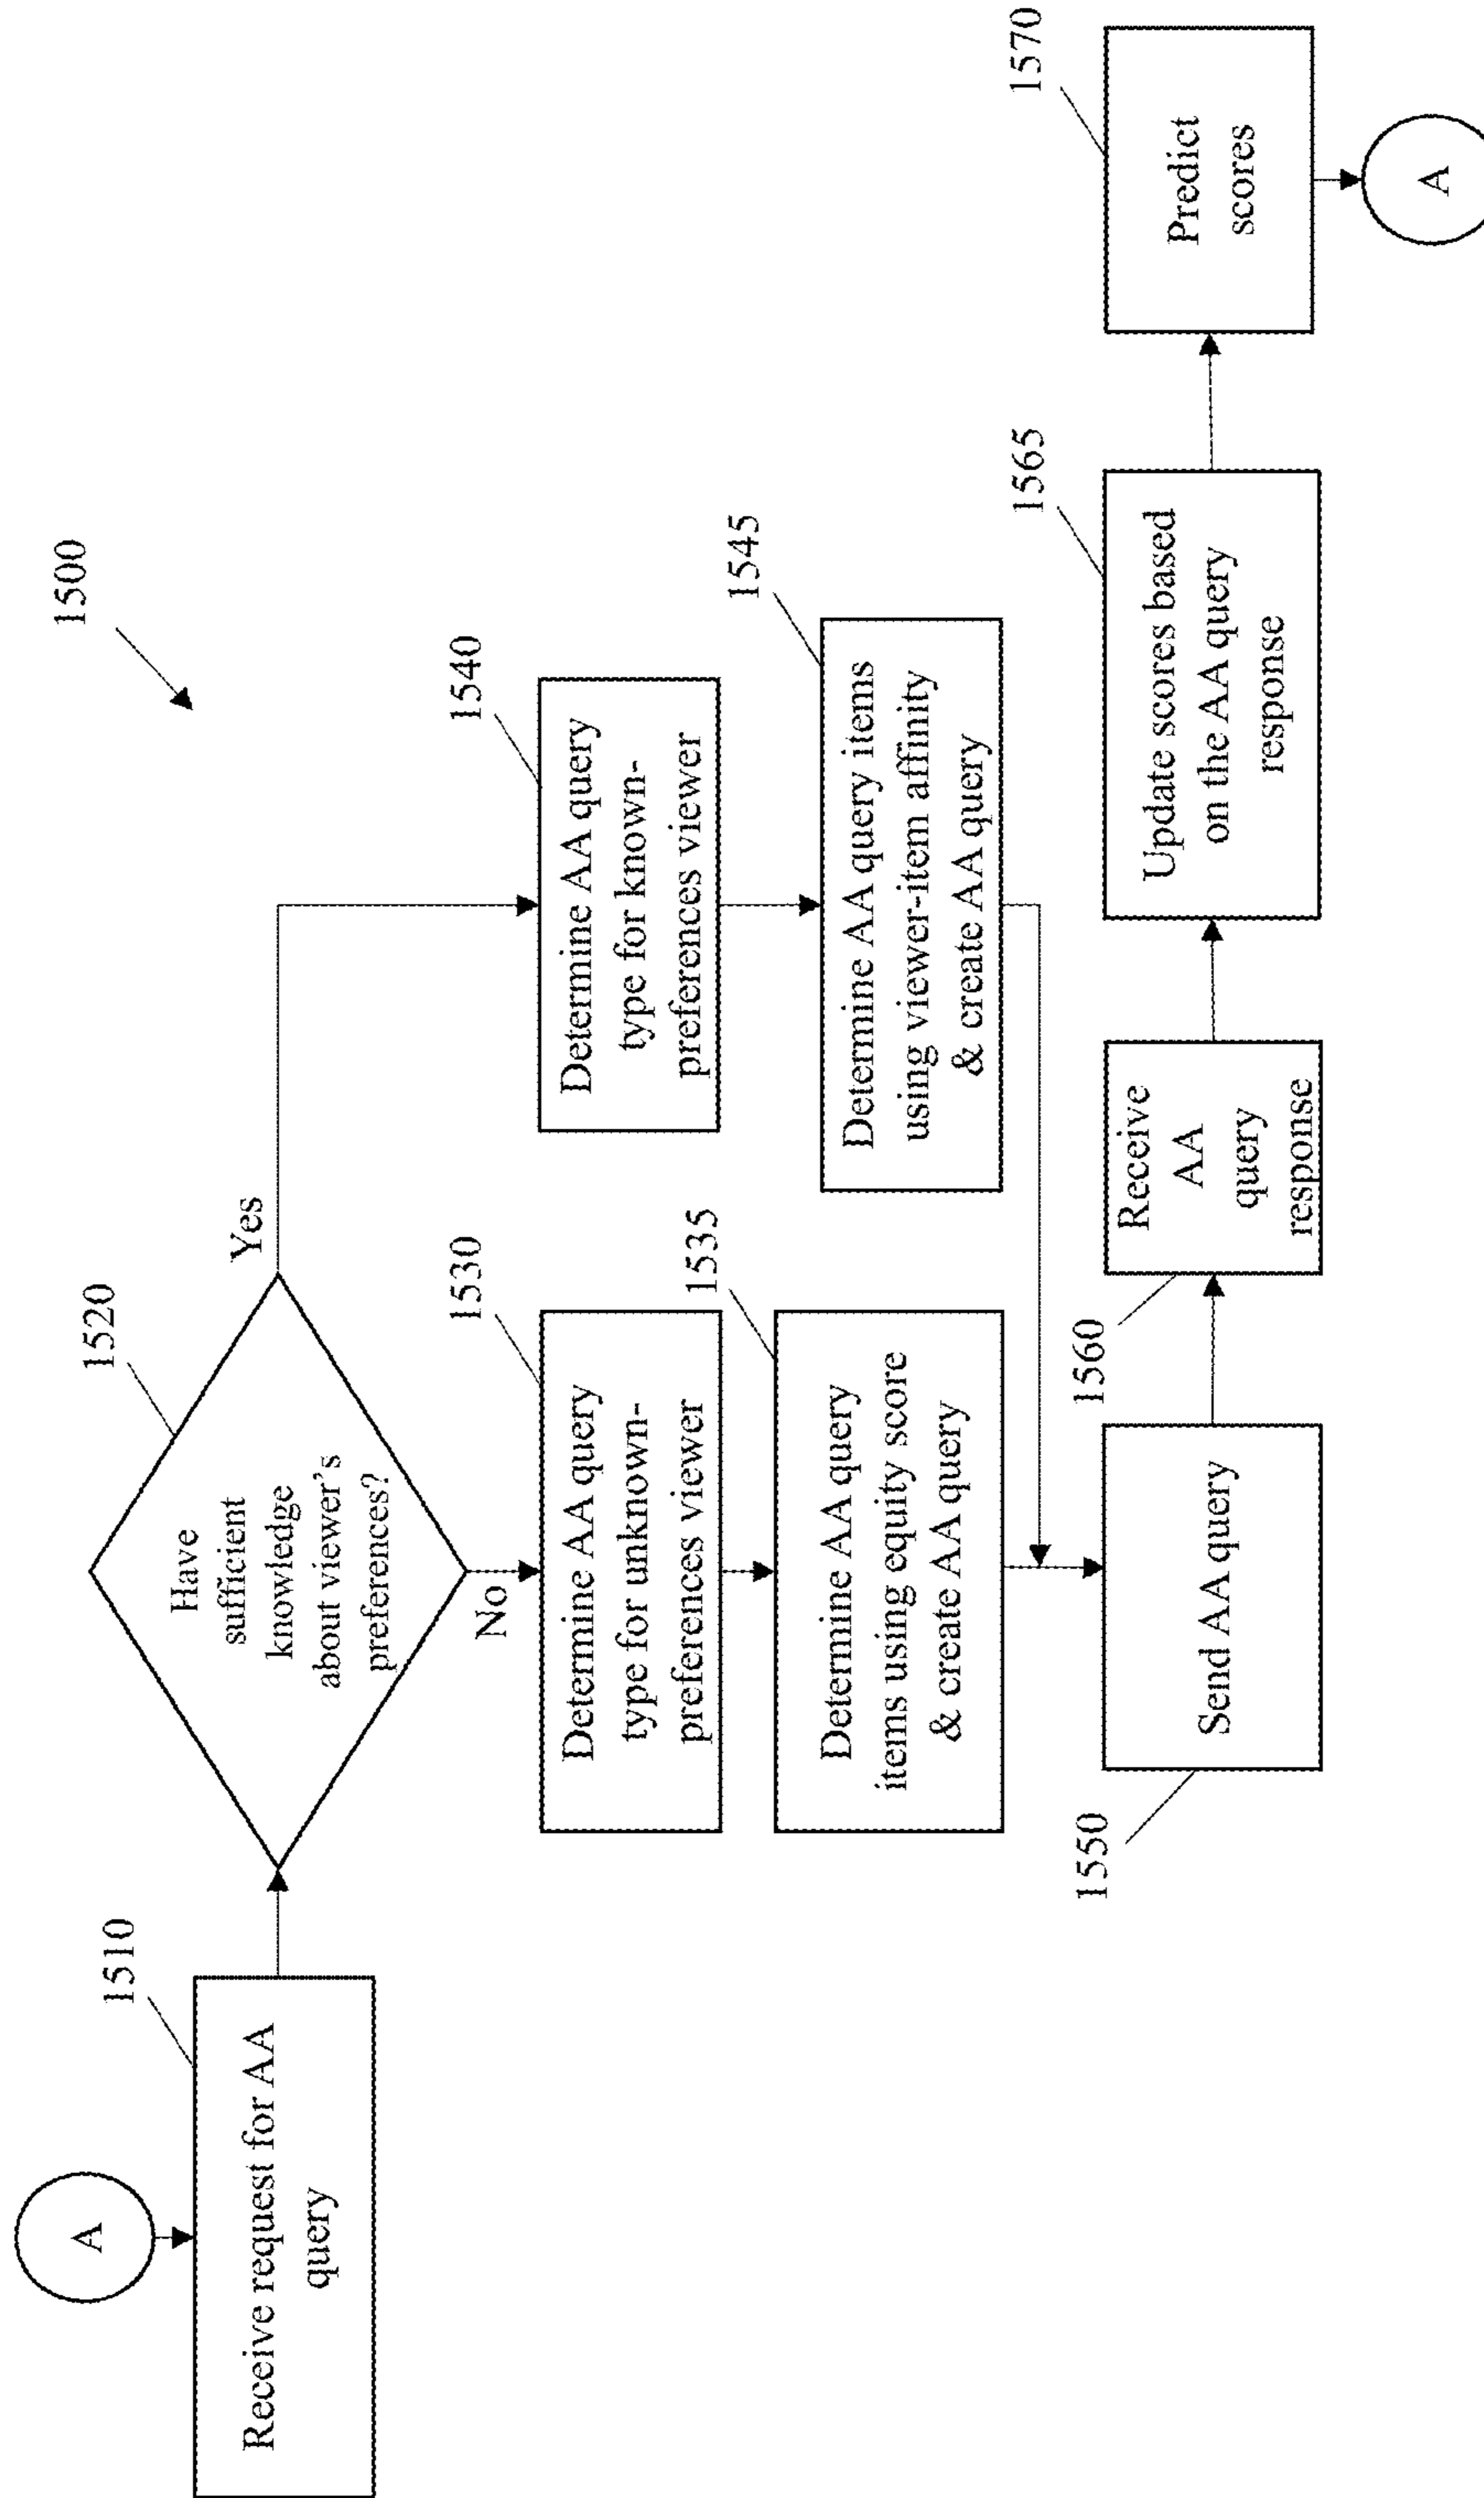 1500
A
1510
Receive request for AA
query
1520
Have
sufficient
knowledge
about viewer's
preferences?
Yes
No
1530
Determine AA query
type for unknown-
preferences viewer
1535
Determine AA query
items using equity score
& create AA query
1540
Determine AA query
type for known-
preferences viewer
1545
Determine AA query items
using viewer-item affinity
& create AA query
1550
Send AA query
1560
Receive
AA
query
response
1565
Update scores based
on the AA query
response
1570
Predict
scores
A